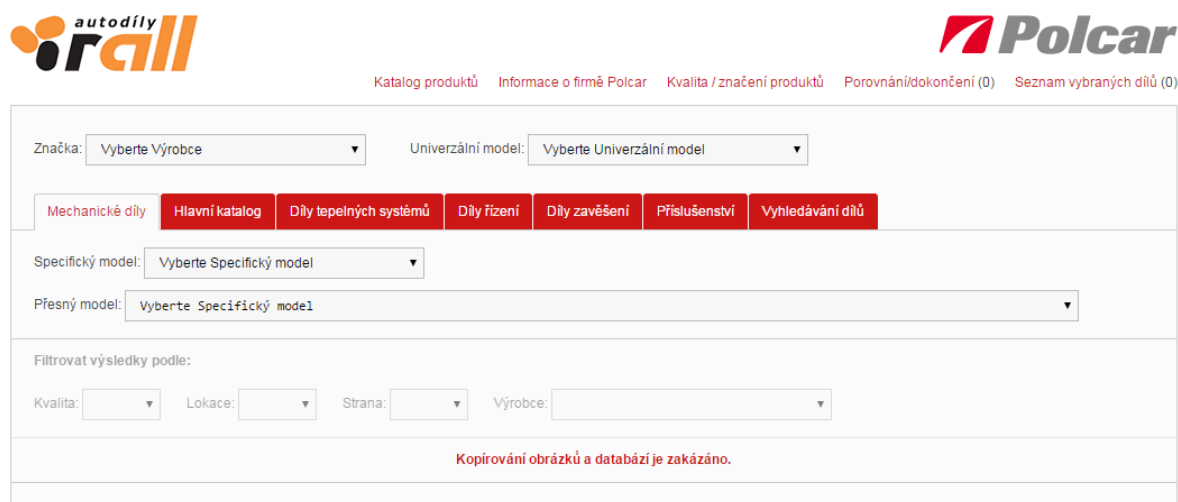 autodíly
rall
Polcar
Katalog produktů Informace o firmě Polcar Kvalita / značení produktů Porovnání/dokončení (0) Seznam vybraných dílů (0)
Značka: Vyberte Výrobce Univerzální model: Vyberte Univerzální model
Mechanické díly Hlavní katalog Díly tepelných systémů Díly řízení Díly zavěšení Příslušenství Vyhledávání dílů
Specifický model: Vyberte Specifický model
Přesný model: Vyberte Specifický model
Filtrovat výsledky podle:
Kvalita: Lokace: Strana: Výrobce:
Kopírování obrázků a databází je zakázáno.